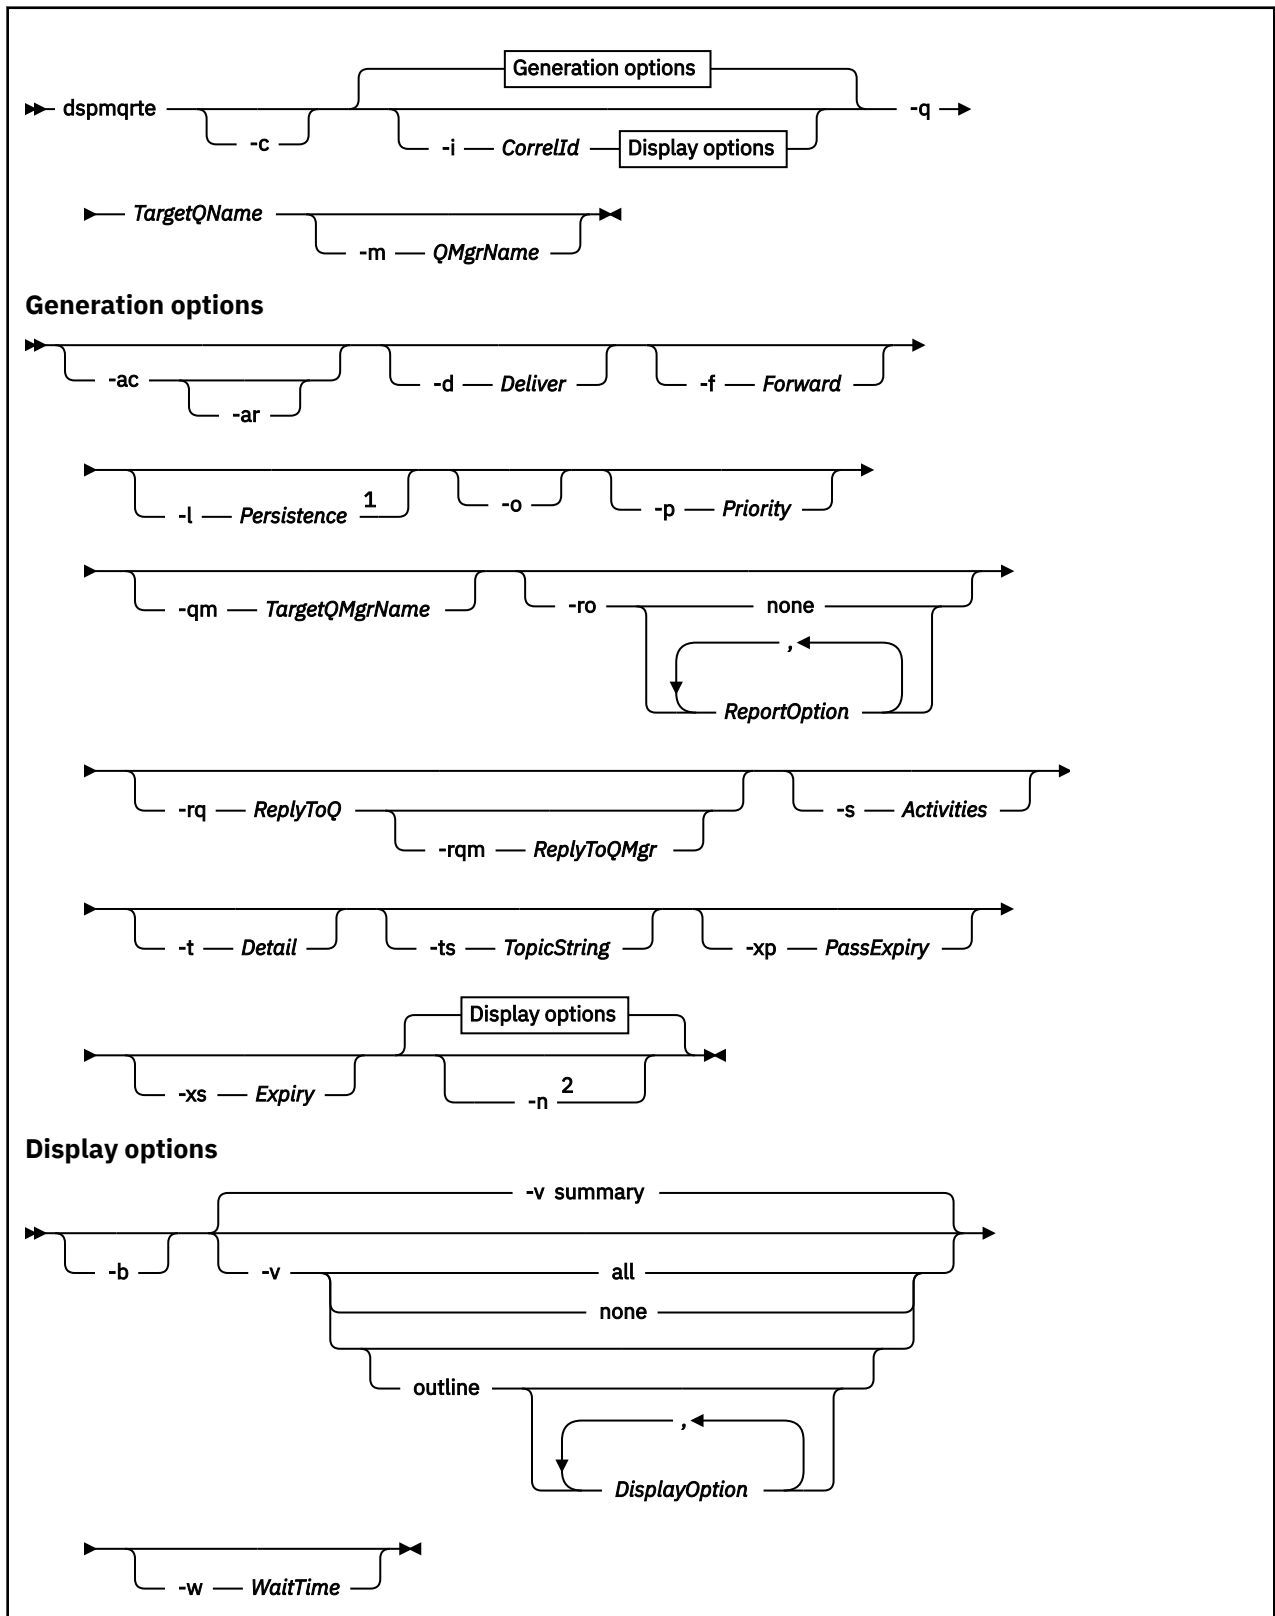 Generation options
dspmqrte -q
-c -i CorrelId Display options
TargetQName
-m QMgrName
Generation options
-ac -d Deliver -f Forward
-ar
-l Persistence 1 -o -p Priority
-qm TargetQMgrName -ro none
,
ReportOption
-rq ReplyToQ -s Activities
-rqm ReplyToQMgr
-t Detail -ts TopicString -xp PassExpiry
Display options
-xs Expiry -n 2
Display options
-v summary
-b -v all
none
outline
,
DisplayOption
-w WaitTime